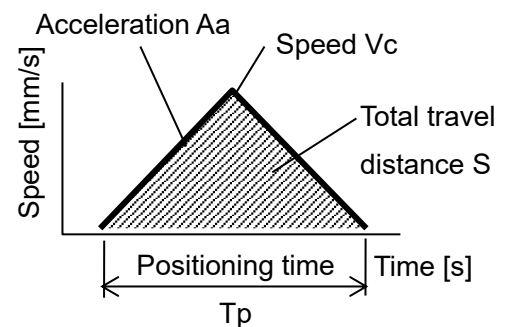 Acceleration Aa
Speed Vc
Speed [mm/s]
Total travel
distance S
Positioning time
Time [s]
Tp